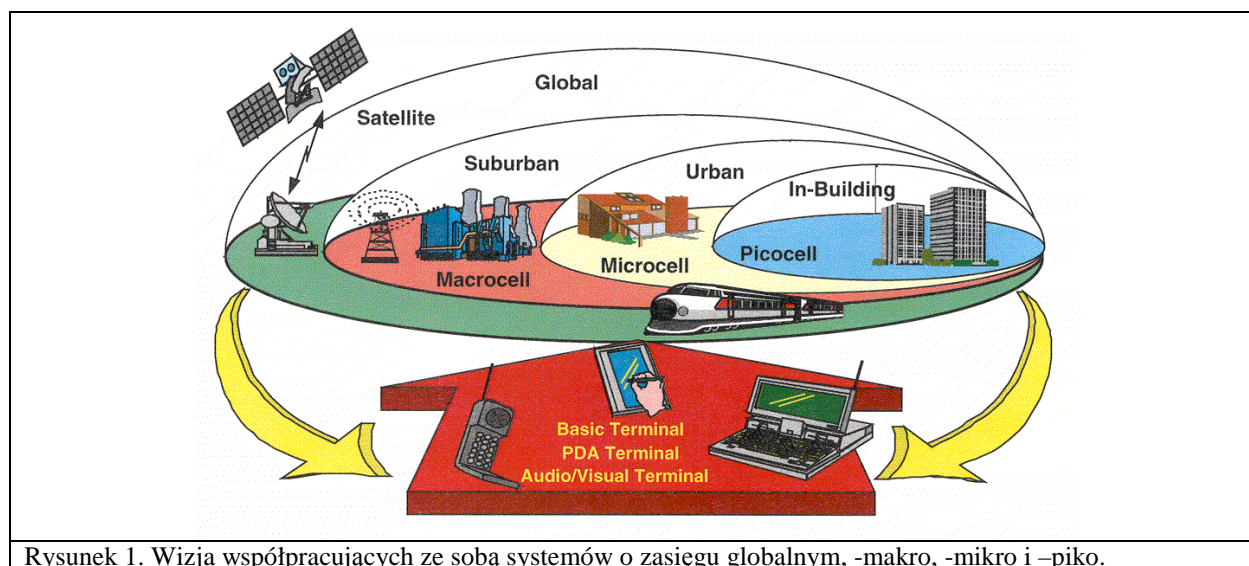 Global
Satellite
Suburban
Urban
In-Building
Picocell
Microcell
Macrocell
Basic Terminal
PDA Terminal
Audio/Visual Terminal
Rysunek 1. Wizja współpracujących ze sobą systemów o zasięgu globalnym, -makro, -mikro i –piko.